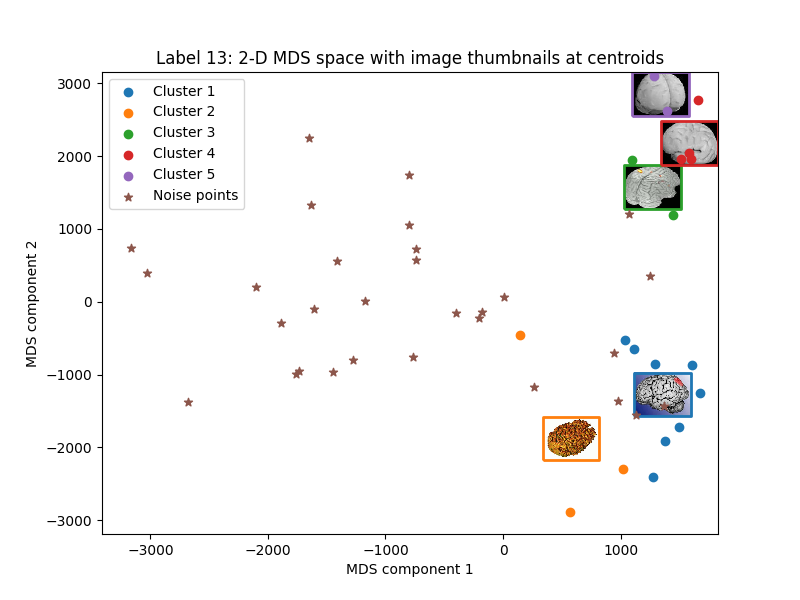 Label 13: 2-D MDS space with image thumbnails at centroids
3000
2000
1000
0
−1000
−2000
−3000
MDS component 2
Cluster 1
Cluster 2
Cluster 3
Cluster 4
Cluster 5
Noise points
−3000 −2000 −1000 0 1000
MDS component 1